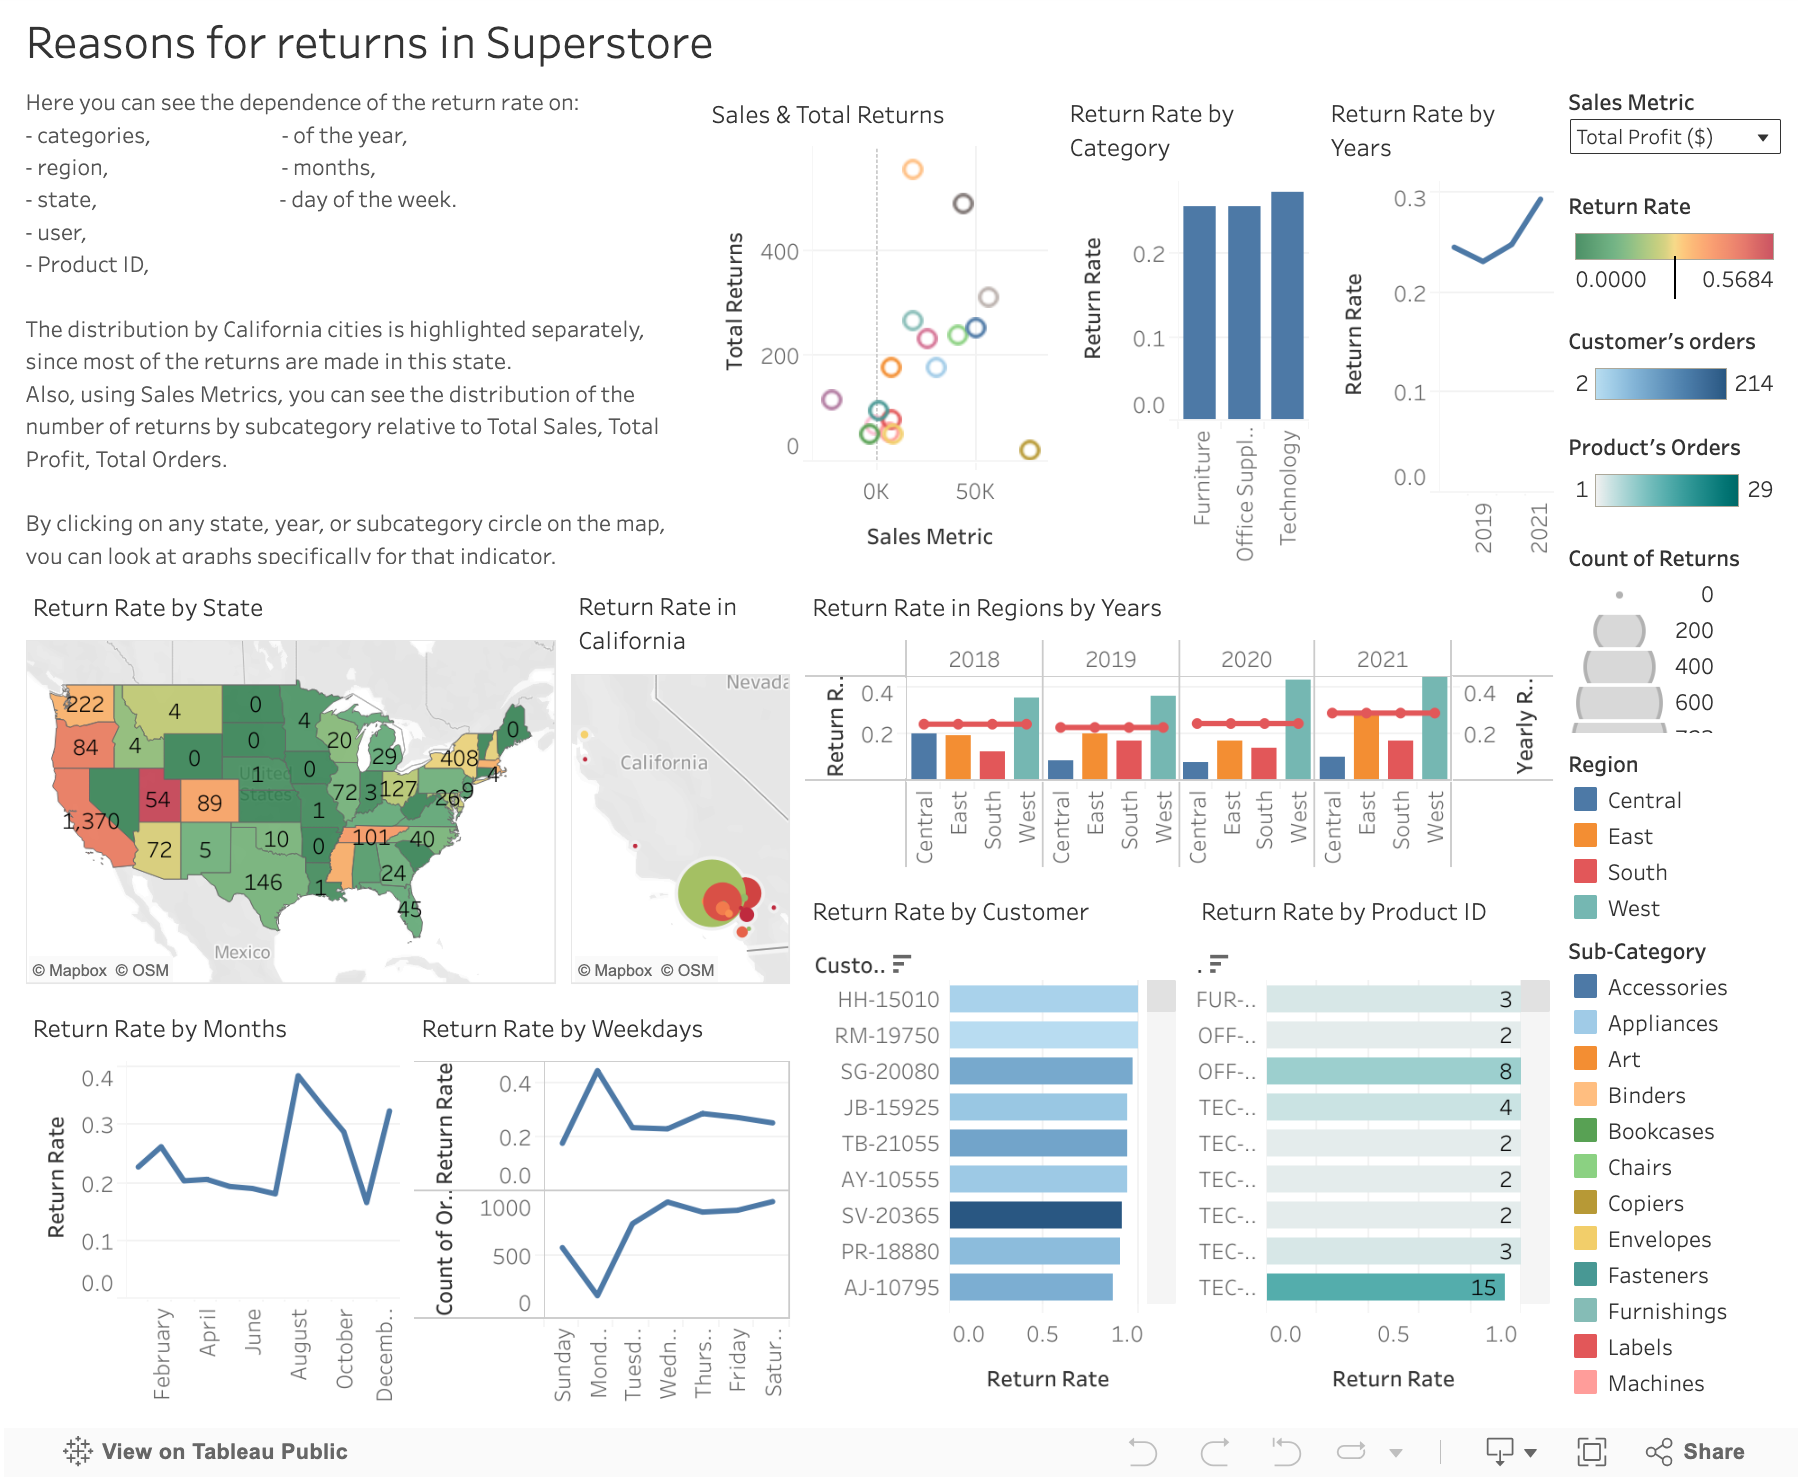 Reasons for returns in Superstore
Here you can see the dependence of the return rate on:
- categories, - of the year,
- region, - months,
- state, - day of the week.
- user,
- Product ID,
The distribution by California cities is highlighted separately,
since most of the returns are made in this state.
Also, using Sales Metrics, you can see the distribution of the
number of returns by subcategory relative to Total Sales, Total
Profit, Total Orders.
By clicking on any state, year, or subcategory circle on the map,
you can look at graphs specifically for that indicator.
Sales & Total Returns
Total Returns
400
200
0
0K 50K
Sales Metric
Return Rate by
Category
Return Rate
0.2
0.1
0.0
Furniture
Office Suppl..
Technology
Return Rate by
Years
Return Rate
0.3
0.2
0.1
0.0
2019
2021
Sales Metric
Total Profit ($)
Return Rate
0.0000 0.5684
Customer's orders
2 214
Product's Orders
1 29
Count of Returns
0
200
400
600
Return Rate by State
222
4
0
4
0
84
4
0
20
29
408
0
1
0
4
54
89
72
3
127
9
26
1
1,370
72
5
10
0
101
40
146
1
24
45
United
States
Mexico
© Mapbox © OSM
Return Rate in
California
Nevada
California
© Mapbox © OSM
Return Rate in Regions by Years
2018 2019 2020 2021
Return R..
0.4
0.2
0.4
0.2
Yearly R..
Central East South West Central East South West Central East South West Central East South West
Region
Central
East
South
West
Return Rate by Months
Return Rate
0.4
0.3
0.2
0.1
0.0
February
April
June
August
October
Decemb..
Return Rate by Weekdays
Return Rate
0.4
0.2
0.0
Count of Or..
1000
500
0
Sunday
Mond..
Tuesd..
Wedn..
Thurs..
Friday
Satur..
Return Rate by Customer
Custo..
HH-15010
RM-19750
SG-20080
JB-15925
TB-21055
AY-10555
SV-20365
PR-18880
AJ-10795
0.0 0.5 1.0
Return Rate
Return Rate by Product ID
.
FUR-.. 3
OFF-.. 2
OFF-.. 8
TEC-.. 4
TEC-.. 2
TEC-.. 2
TEC-.. 2
TEC-.. 3
TEC-.. 15
0.0 0.5 1.0
Return Rate
Sub-Category
Accessories
Appliances
Art
Binders
Bookcases
Chairs
Copiers
Envelopes
Fasteners
Furnishings
Labels
Machines
View on Tableau Public
Share